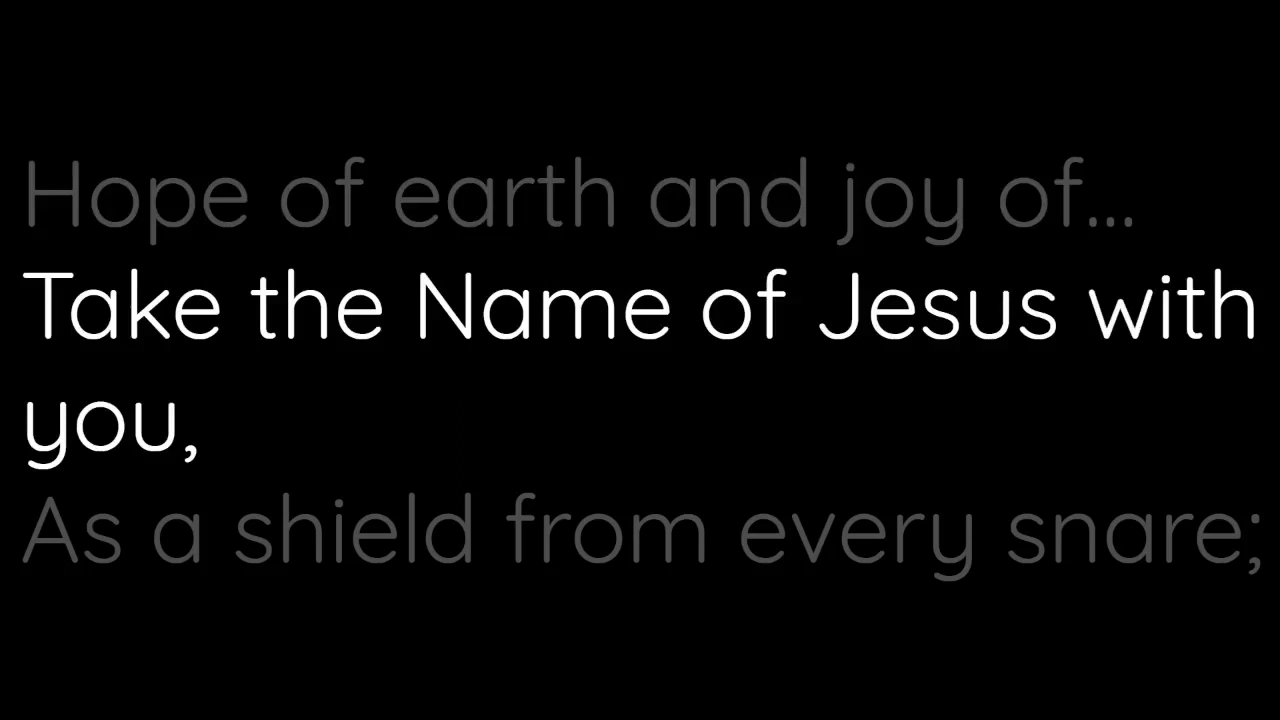 Hope of earth and joy of...
Take the Name of Jesus with
you,
As a shield from every snare;